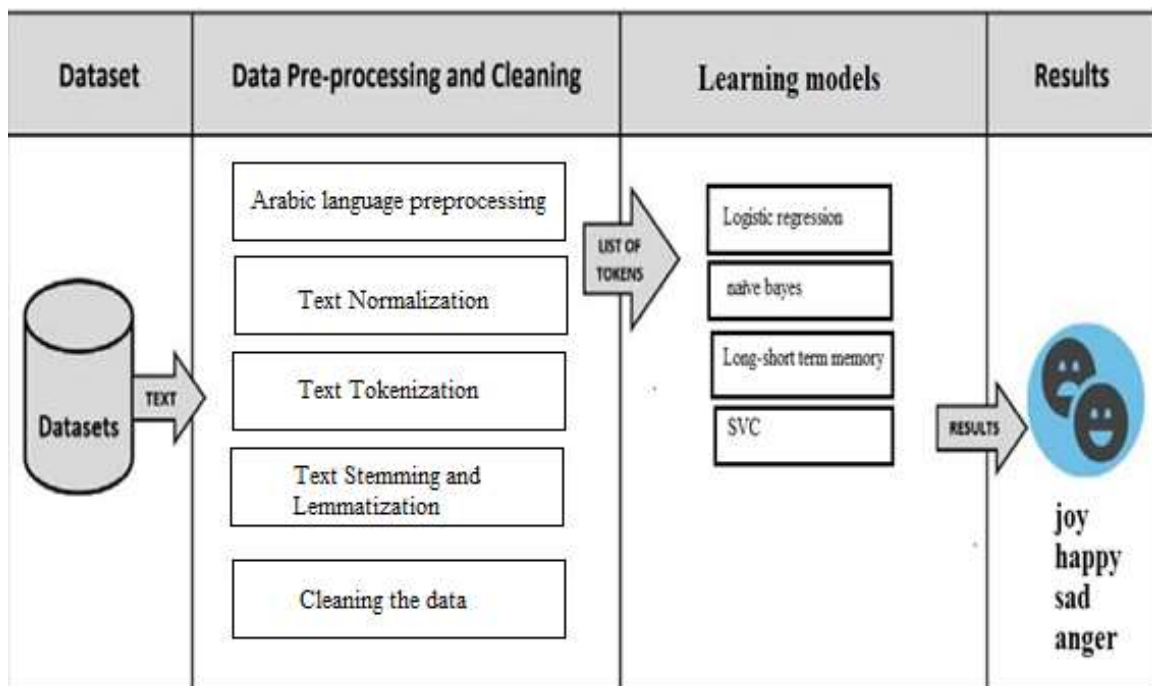 Dataset
Data Pre-processing and Cleaning
Learning models
Results
Datasets
TEXT
Arabic language preprocessing
Text Normalization
Text Tokenization
Text Stemming and
Lemmatization
Cleaning the data
LIST OF
TOKENS
Logistic regression
naïve bayes
Long-short term memory
SVC
RESULTS
joy
happy
sad
anger